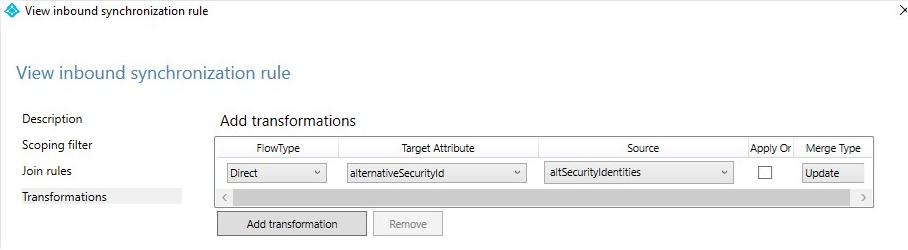 View inbound synchronization rule
View inbound synchronization rule
Description
Scoping filter
Join rules
Transformations
Add transformations
FlowType Target Attribute Source Apply Or Merge Type
Direct alternativeSecurityId altSecurityIdentities Update
Add transformation Remove